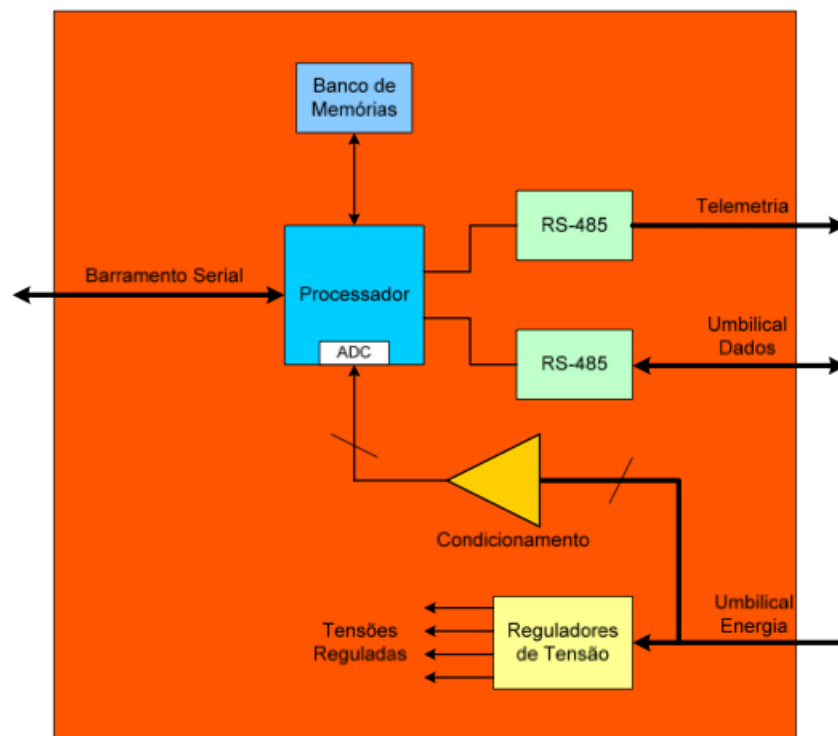 Banco de
Memórias
RS-485
Telemetria
Barramento Serial
Processador
ADC
RS-485
Umbilical
Dados
Condicionamento
Tensões
Reguladas
Reguladores
de Tensão
Umbilical
Energia